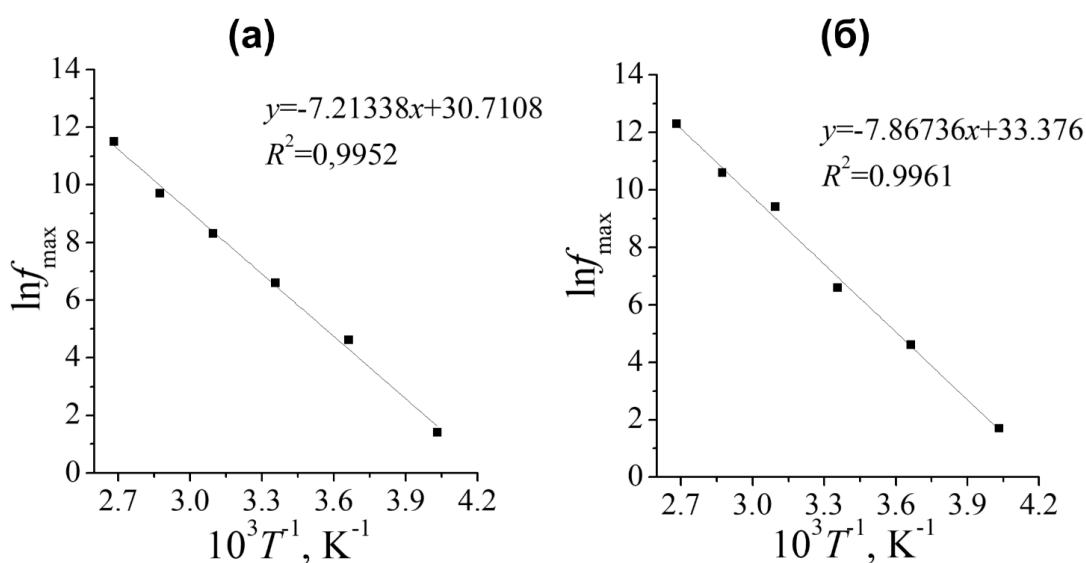 (а)
14
12
10
8
6
4
2
0
lnf_max
y=-7.21338x+30.7108
R²=0,9952
2.7 3.0 3.3 3.6 3.9 4.2
10³T⁻¹, K⁻¹
(б)
14
12
10
8
6
4
2
0
lnf_max
y=-7.86736x+33.376
R²=0.9961
2.7 3.0 3.3 3.6 3.9 4.2
10³T⁻¹, K⁻¹